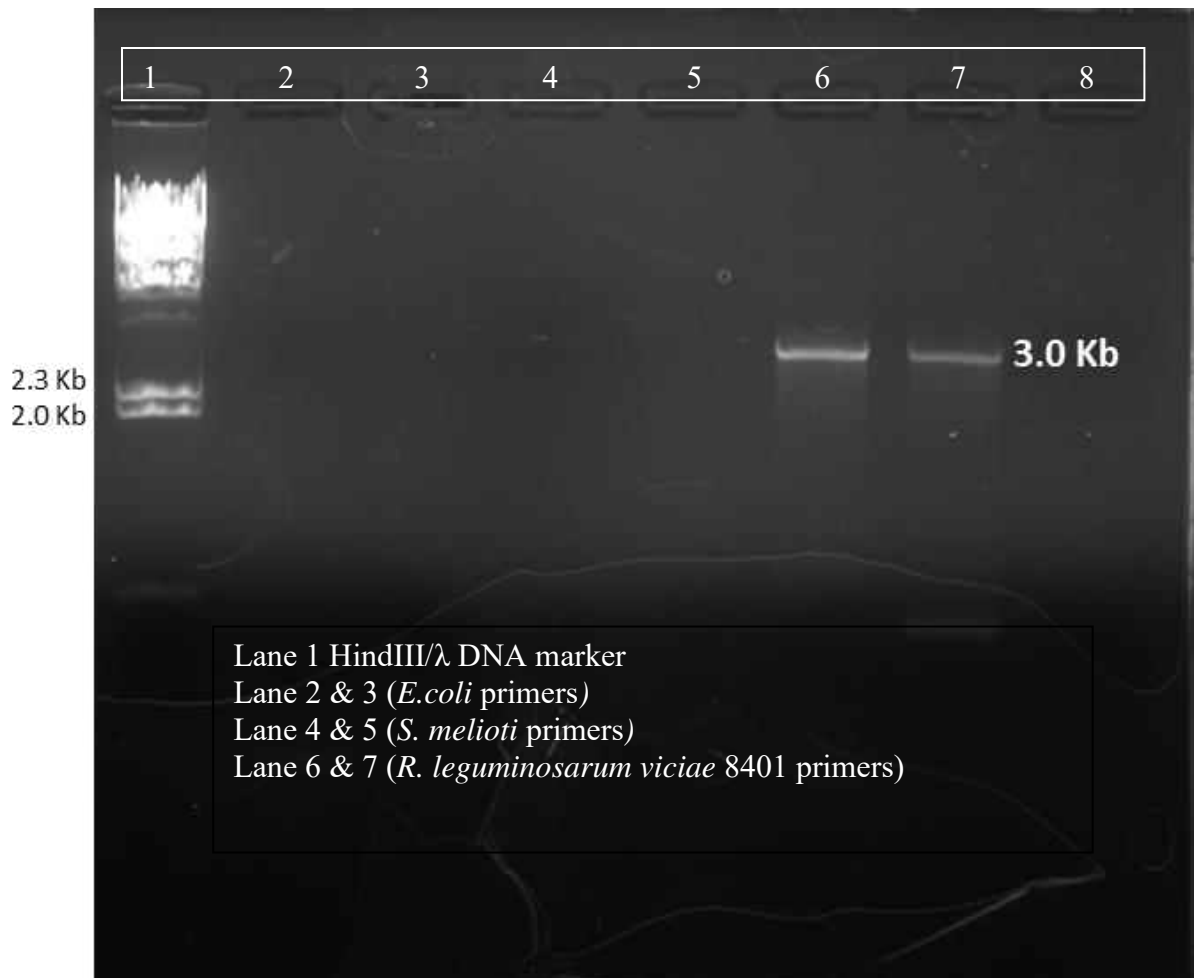 1 2 3 4 5 6 7 8
3.0 Kb
2.3 Kb
2.0 Kb
Lane 1 HindIII/λ DNA marker
Lane 2 & 3 (E.coli primers)
Lane 4 & 5 (S. melioti primers)
Lane 6 & 7 (R. leguminosarum viciae 8401 primers)